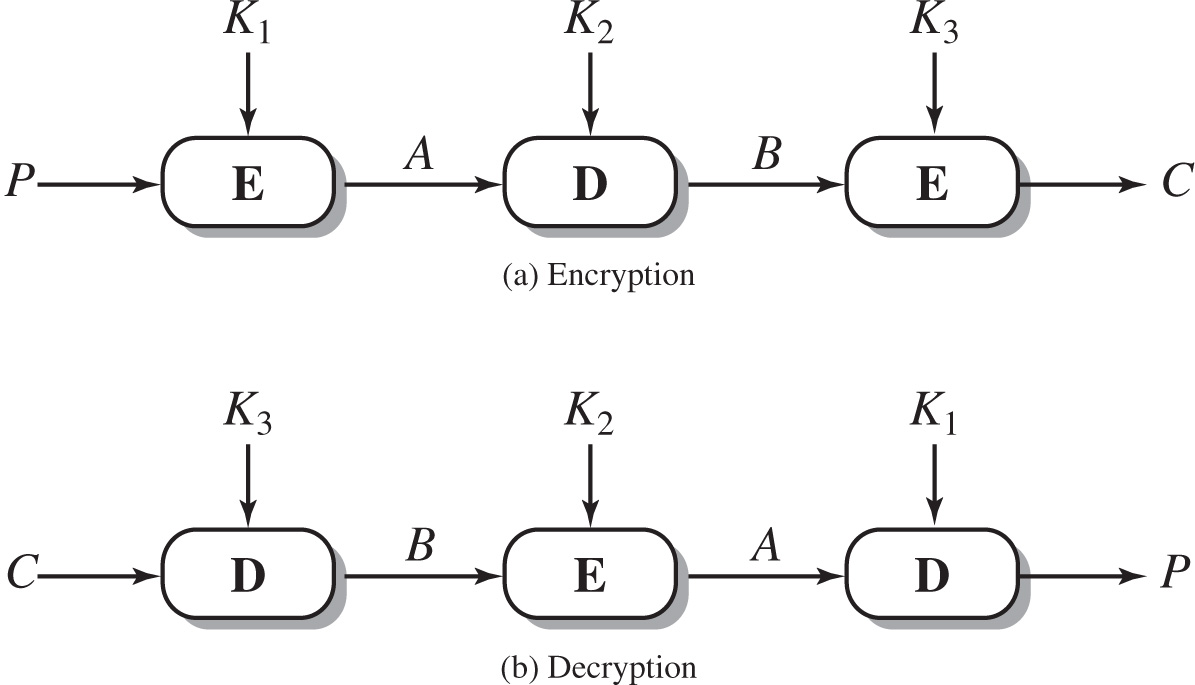 K₁ K₂ K₃
P E A D B E C
(a) Encryption
K₃ K₂ K₁
C D B E A D P
(b) Decryption